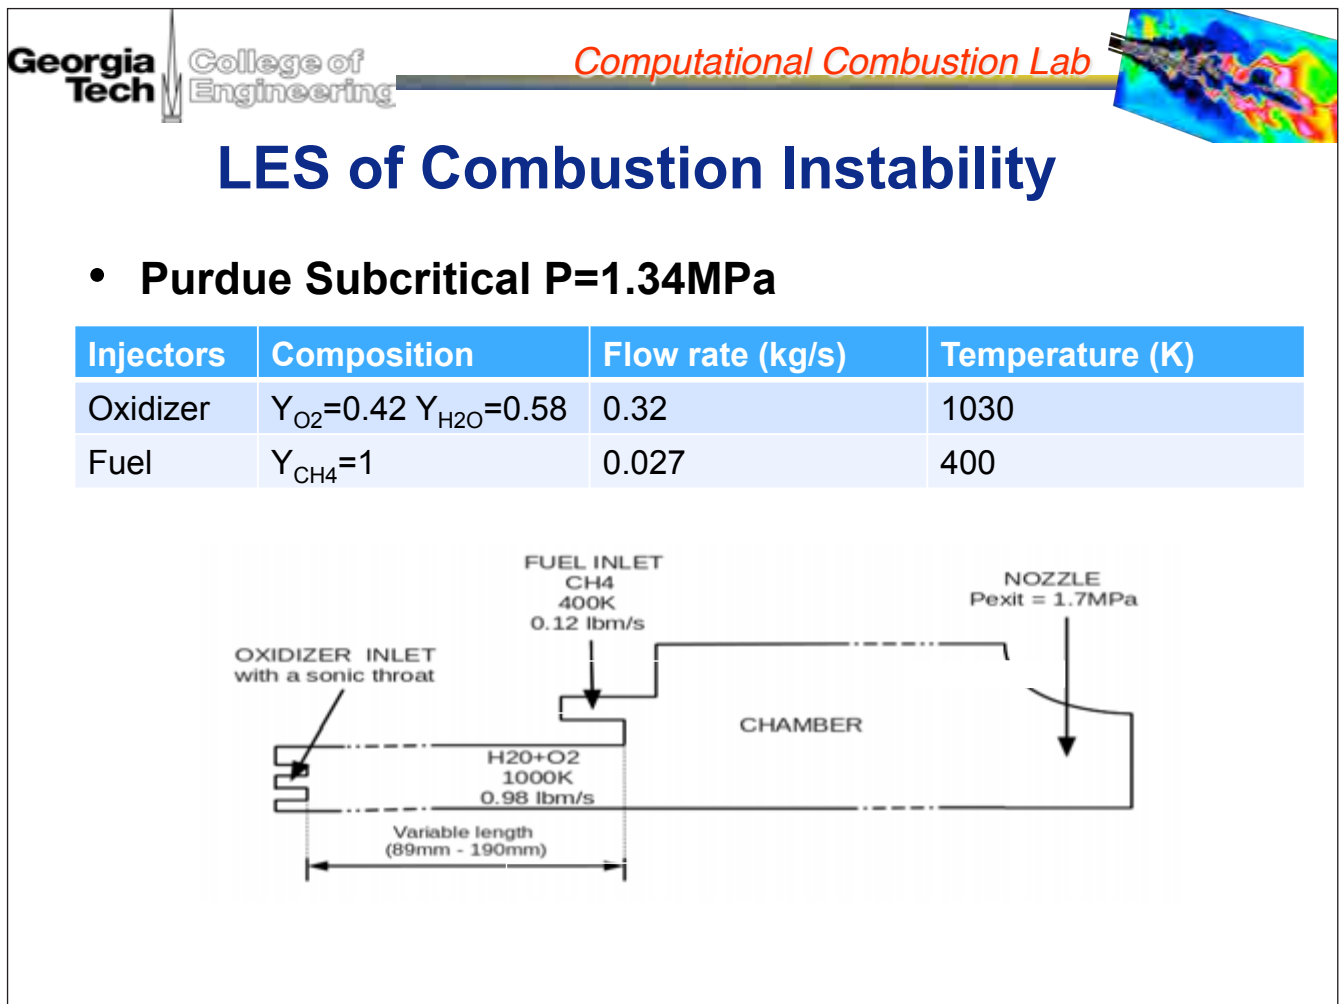 Georgia Tech
College of Engineering
Computational Combustion Lab
LES of Combustion Instability
• Purdue Subcritical P=1.34MPa
Injectors Composition Flow rate (kg/s) Temperature (K)
Oxidizer Y_O2=0.42 Y_H2O=0.58 0.32 1030
Fuel Y_CH4=1 0.027 400
FUEL INLET
CH4
400K
0.12 lbm/s
NOZZLE
Pexit = 1.7MPa
OXIDIZER INLET
with a sonic throat
CHAMBER
H20+O2
1000K
0.98 lbm/s
Variable length
(89mm - 190mm)